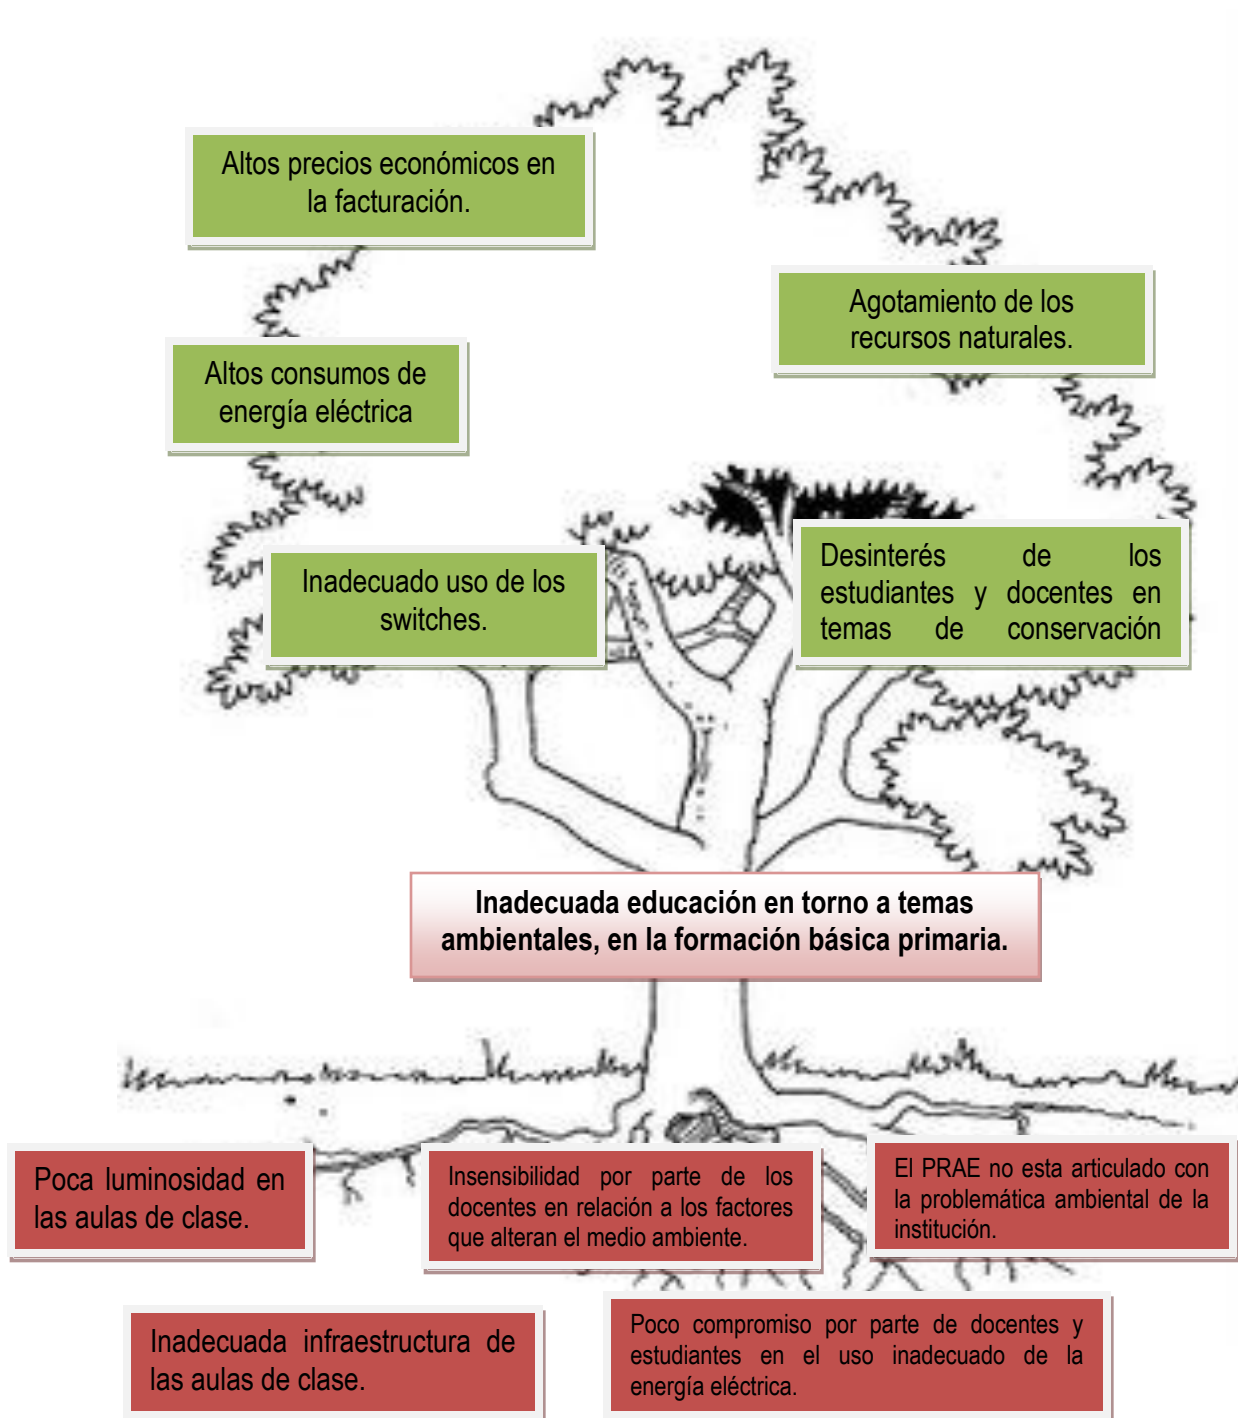 Altos precios económicos en
la facturación.
Agotamiento de los
recursos naturales.
Altos consumos de
energía eléctrica
Inadecuado uso de los
switches.
Desinterés de los
estudiantes y docentes en
temas de conservación
Inadecuada educación en torno a temas
ambientales, en la formación básica primaria.
Poca luminosidad en
las aulas de clase.
Insensibilidad por parte de los
docentes en relación a los factores
que alteran el medio ambiente.
El PRAE no esta articulado con
la problemática ambiental de la
institución.
Inadecuada infraestructura de
las aulas de clase.
Poco compromiso por parte de docentes y
estudiantes en el uso inadecuado de la
energía eléctrica.